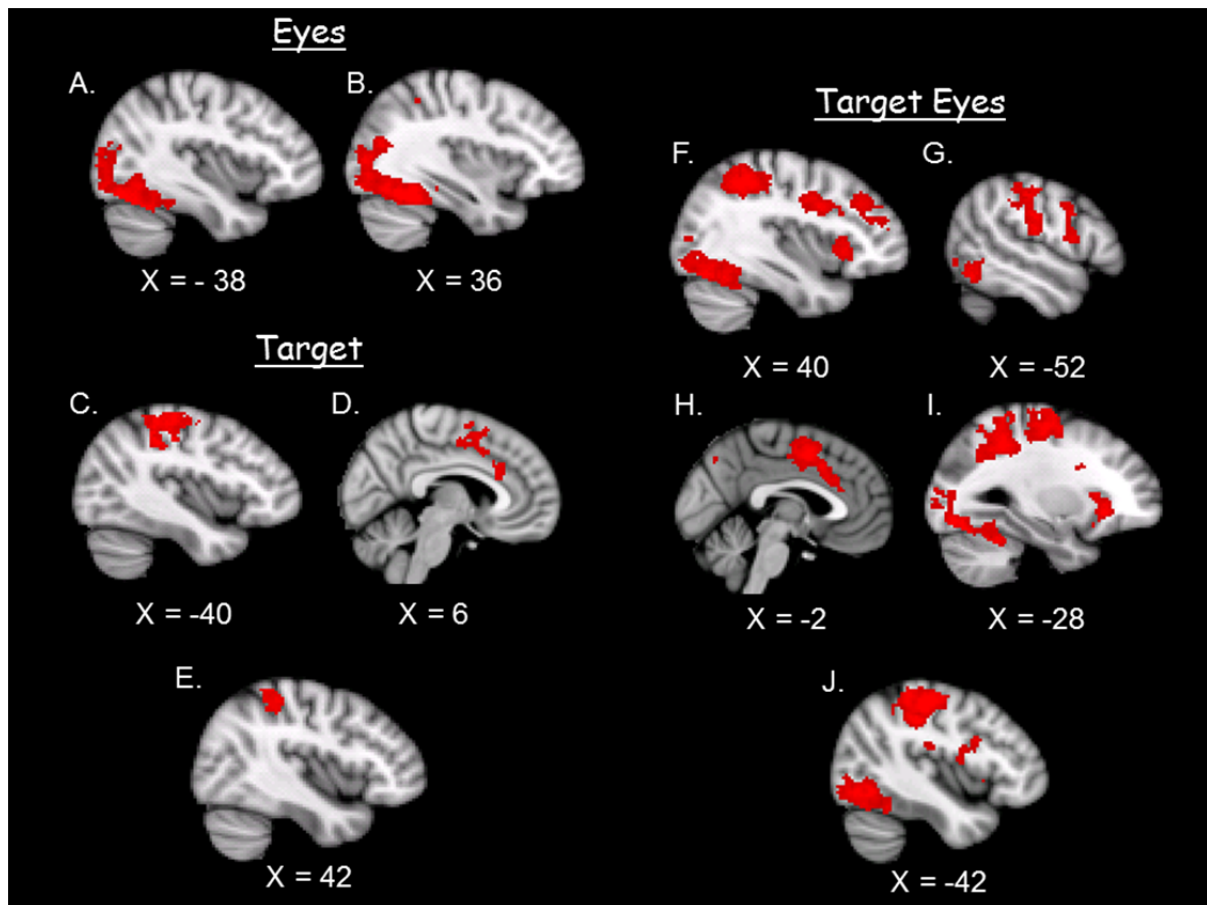 Eyes
A.
B.
X = - 38
X = 36
Target
C.
D.
X = -40
X = 6
E.
X = 42
Target Eyes
F.
G.
X = 40
X = -52
H.
I.
X = -2
X = -28
J.
X = -42